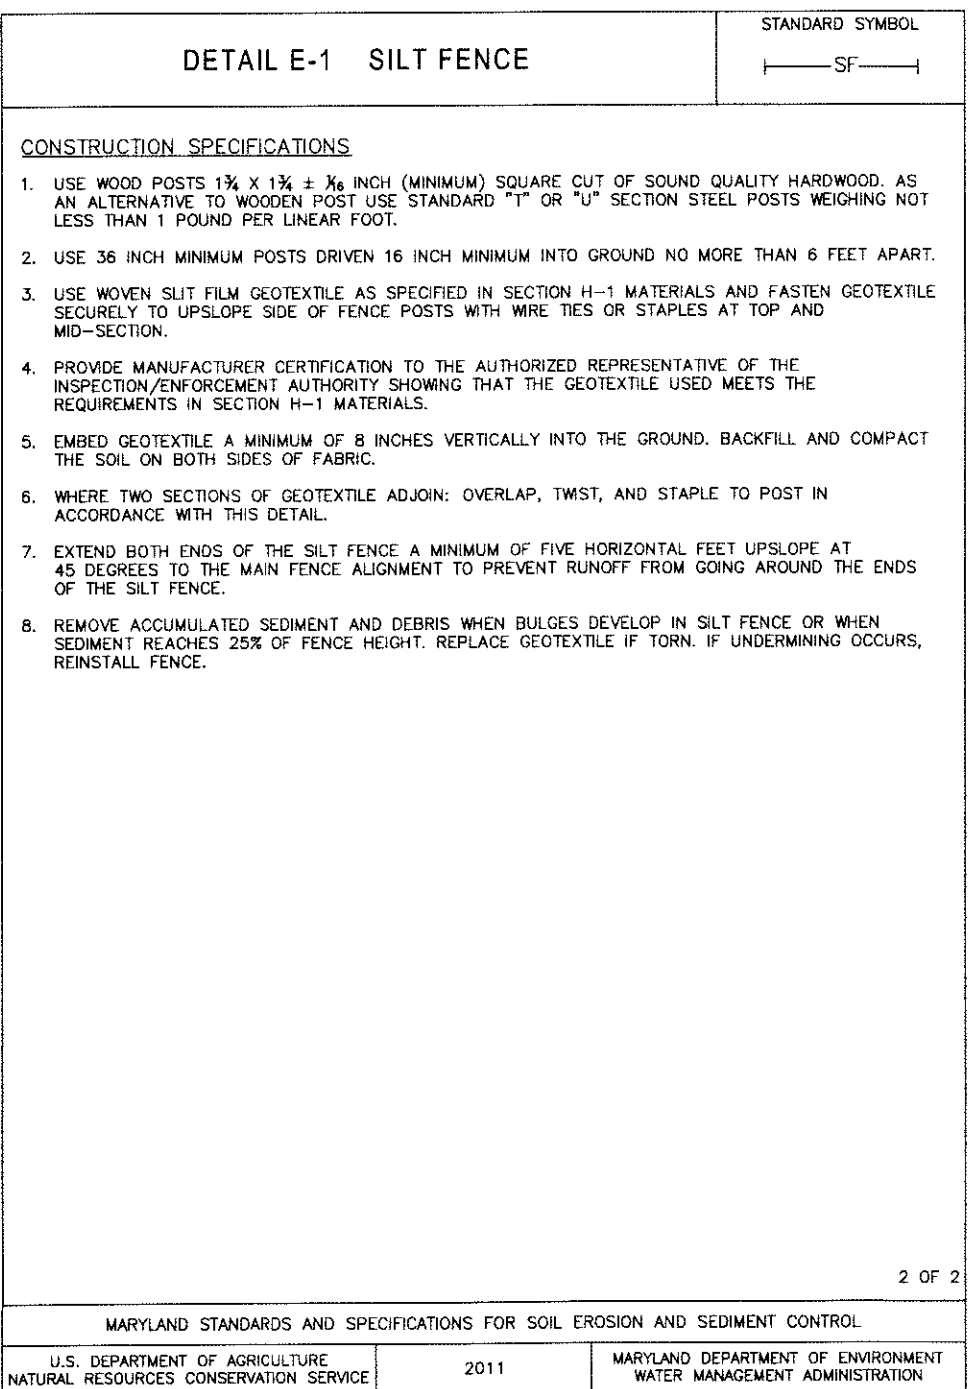 DETAIL E-1 SILT FENCE
STANDARD SYMBOL
SF
CONSTRUCTION SPECIFICATIONS
1. USE WOOD POSTS 1¾ X 1¾ ± 1⁄16 INCH (MINIMUM) SQUARE CUT OF SOUND QUALITY HARDWOOD. AS
AN ALTERNATIVE TO WOODEN POST USE STANDARD "T" OR "U" SECTION STEEL POSTS WEIGHING NOT
LESS THAN 1 POUND PER LINEAR FOOT.
2. USE 36 INCH MINIMUM POSTS DRIVEN 16 INCH MINIMUM INTO GROUND NO MORE THAN 6 FEET APART.
3. USE WOVEN SLIT FILM GEOTEXTILE AS SPECIFIED IN SECTION H-1 MATERIALS AND FASTEN GEOTEXTILE
SECURELY TO UPSLOPE SIDE OF FENCE POSTS WITH WIRE TIES OR STAPLES AT TOP AND
MID-SECTION.
4. PROVIDE MANUFACTURER CERTIFICATION TO THE AUTHORIZED REPRESENTATIVE OF THE
INSPECTION/ENFORCEMENT AUTHORITY SHOWING THAT THE GEOTEXTILE USED MEETS THE
REQUIREMENTS IN SECTION H-1 MATERIALS.
5. EMBED GEOTEXTILE A MINIMUM OF 8 INCHES VERTICALLY INTO THE GROUND. BACKFILL AND COMPACT
THE SOIL ON BOTH SIDES OF FABRIC.
6. WHERE TWO SECTIONS OF GEOTEXTILE ADJOIN: OVERLAP, TWIST, AND STAPLE TO POST IN
ACCORDANCE WITH THIS DETAIL.
7. EXTEND BOTH ENDS OF THE SILT FENCE A MINIMUM OF FIVE HORIZONTAL FEET UPSLOPE AT
45 DEGREES TO THE MAIN FENCE ALIGNMENT TO PREVENT RUNOFF FROM GOING AROUND THE ENDS
OF THE SILT FENCE.
8. REMOVE ACCUMULATED SEDIMENT AND DEBRIS WHEN BULGES DEVELOP IN SILT FENCE OR WHEN
SEDIMENT REACHES 25% OF FENCE HEIGHT. REPLACE GEOTEXTILE IF TORN. IF UNDERMINING OCCURS,
REINSTALL FENCE.
2 OF 2
MARYLAND STANDARDS AND SPECIFICATIONS FOR SOIL EROSION AND SEDIMENT CONTROL
U.S. DEPARTMENT OF AGRICULTURE
NATURAL RESOURCES CONSERVATION SERVICE
2011
MARYLAND DEPARTMENT OF ENVIRONMENT
WATER MANAGEMENT ADMINISTRATION